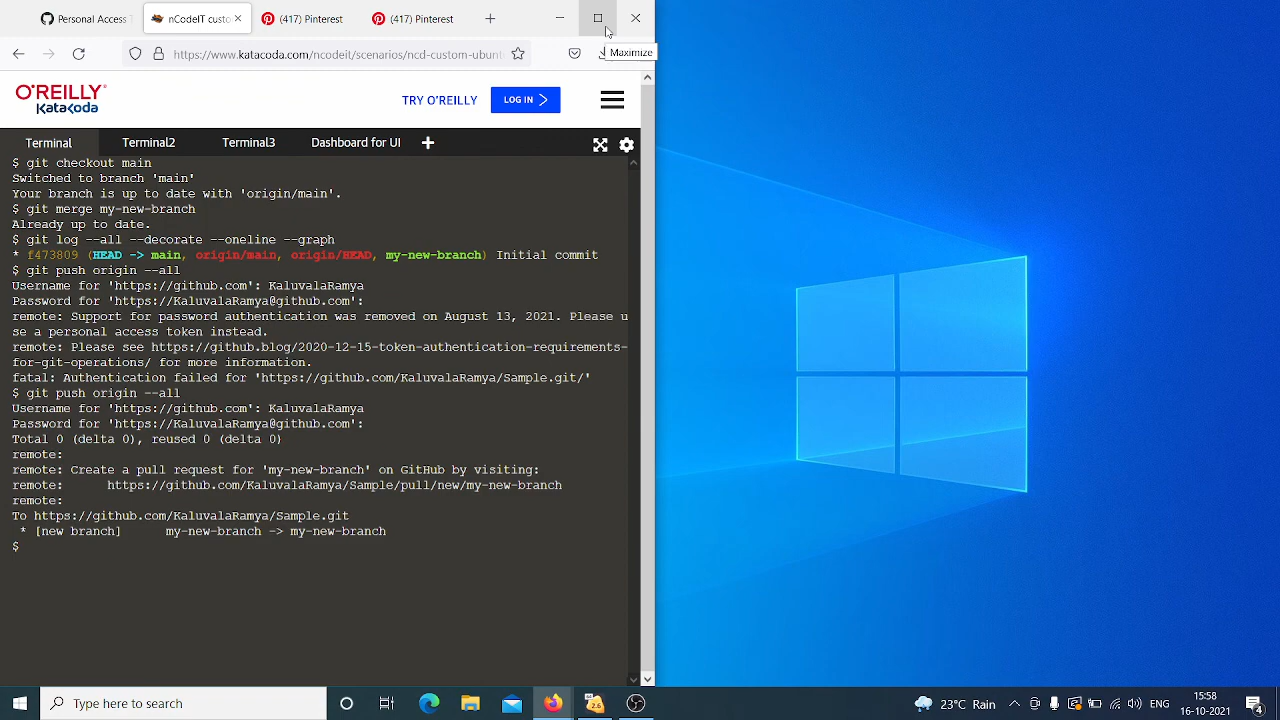 Personal Access T
nCodeIT custo
(417) Pinterest
(417) Pinterest
https://www.katacoda.com/ncodeit/scenarios/ncd-custom-ubuntu
Maximize
O'REILLY
Katakoda
TRY O'REILLY
LOG IN
Terminal
Terminal2
Terminal3
Dashboard for UI
$ git checkout main
Switched to branch 'main'
Your branch is up to date with 'origin/main'.
$ git merge my-new-branch
Already up to date.
$ git log --all --decorate --oneline --graph
* f473809 (HEAD -> main, origin/main, origin/HEAD, my-new-branch) Initial commit
$ git push origin --all
Username for 'https://github.com': KaluvalaRamya
Password for 'https://KaluvalaRamya@github.com':
remote: Support for password authentication was removed on August 13, 2021. Please u
se a personal access token instead.
remote: Please see https://github.blog/2020-12-15-token-authentication-requirements-
for-git-operations/ for more information.
fatal: Authentication failed for 'https://github.com/KaluvalaRamya/Sample.git/'
$ git push origin --all
Username for 'https://github.com': KaluvalaRamya
Password for 'https://KaluvalaRamya@github.com':
Total 0 (delta 0), reused 0 (delta 0)
remote:
remote: Create a pull request for 'my-new-branch' on GitHub by visiting:
remote:      https://github.com/KaluvalaRamya/Sample/pull/new/my-new-branch
remote:
To https://github.com/KaluvalaRamya/Sample.git
* [new branch]      my-new-branch -> my-new-branch
$
Type here to search
2.6
23°C Rain
ENG
15:58
16-10-2021
4